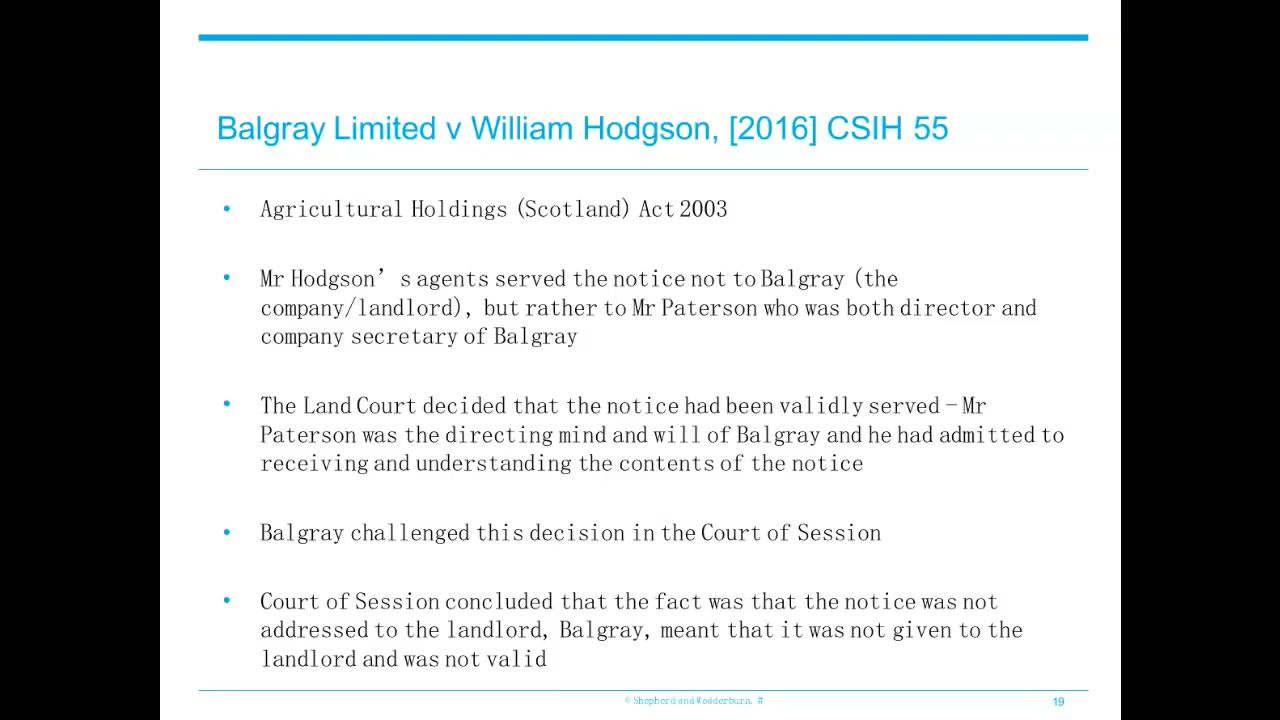 Balgray Limited v William Hodgson, [2016] CSIH 55
• Agricultural Holdings (Scotland) Act 2003
• Mr Hodgson’s agents served the notice not to Balgray (the
company/landlord), but rather to Mr Paterson who was both director and
company secretary of Balgray
• The Land Court decided that the notice had been validly served – Mr
Paterson was the directing mind and will of Balgray and he had admitted to
receiving and understanding the contents of the notice
• Balgray challenged this decision in the Court of Session
• Court of Session concluded that the fact was that the notice was not
addressed to the landlord, Balgray, meant that it was not given to the
landlord and was not valid
© Shepherd and Wedderburn, #
19